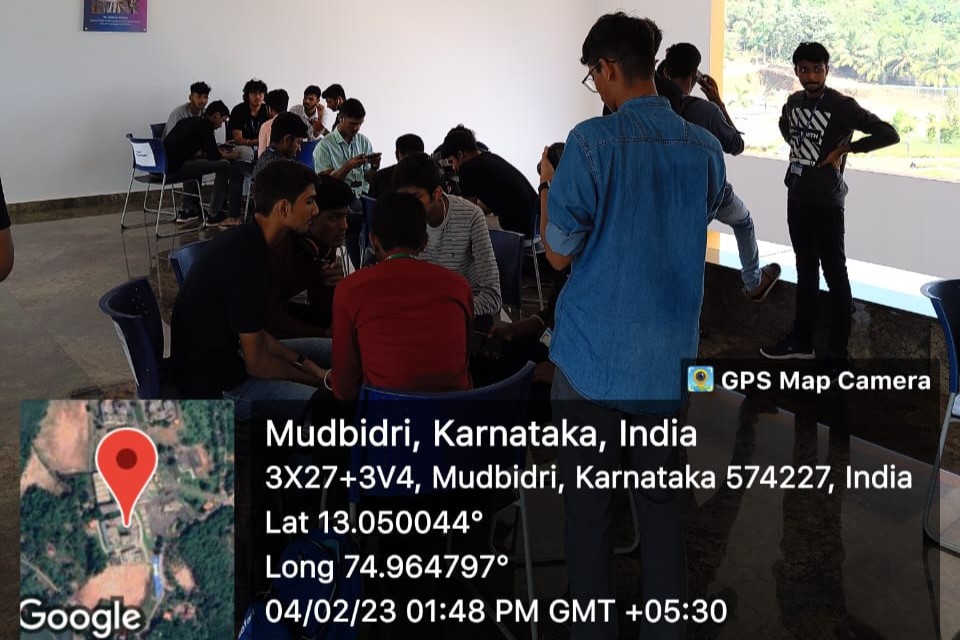 GPS Map Camera
Mudbidri, Karnataka, India
3X27+3V4, Mudbidri, Karnataka 574227, India
Lat 13.050044°
Long 74.964797°
04/02/23 01:48 PM GMT +05:30
Google